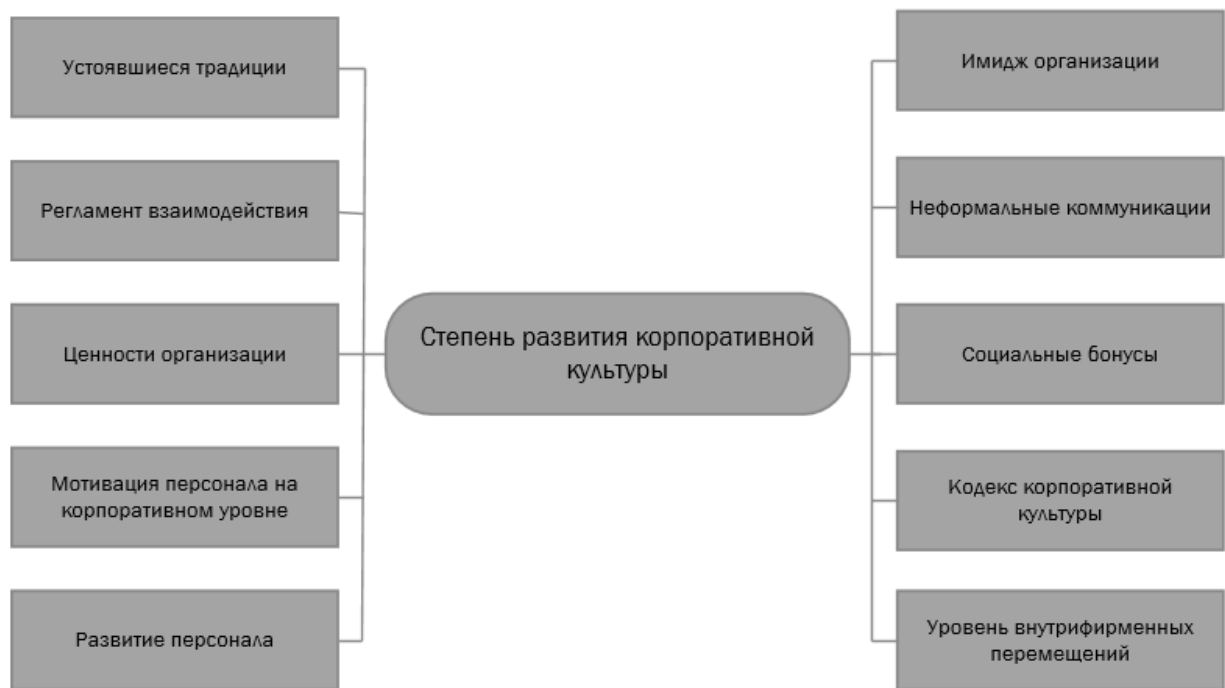 Устоявшиеся традиции
Регламент взаимодействия
Ценности организации
Мотивация персонала на
корпоративном уровне
Развитие персонала
Степень развития корпоративной
культуры
Имидж организации
Неформальные коммуникации
Социальные бонусы
Кодекс корпоративной
культуры
Уровень внутрифирменных
перемещений